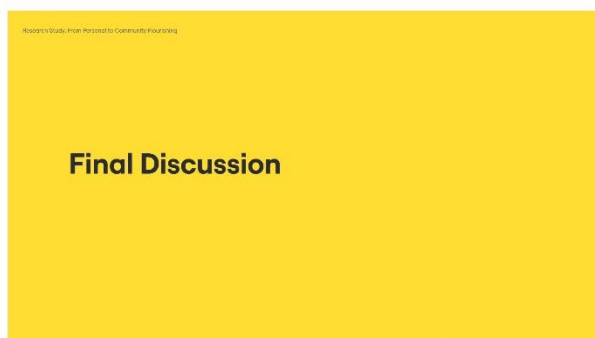 Research Study: From Personal to Community Flourishing
Final Discussion